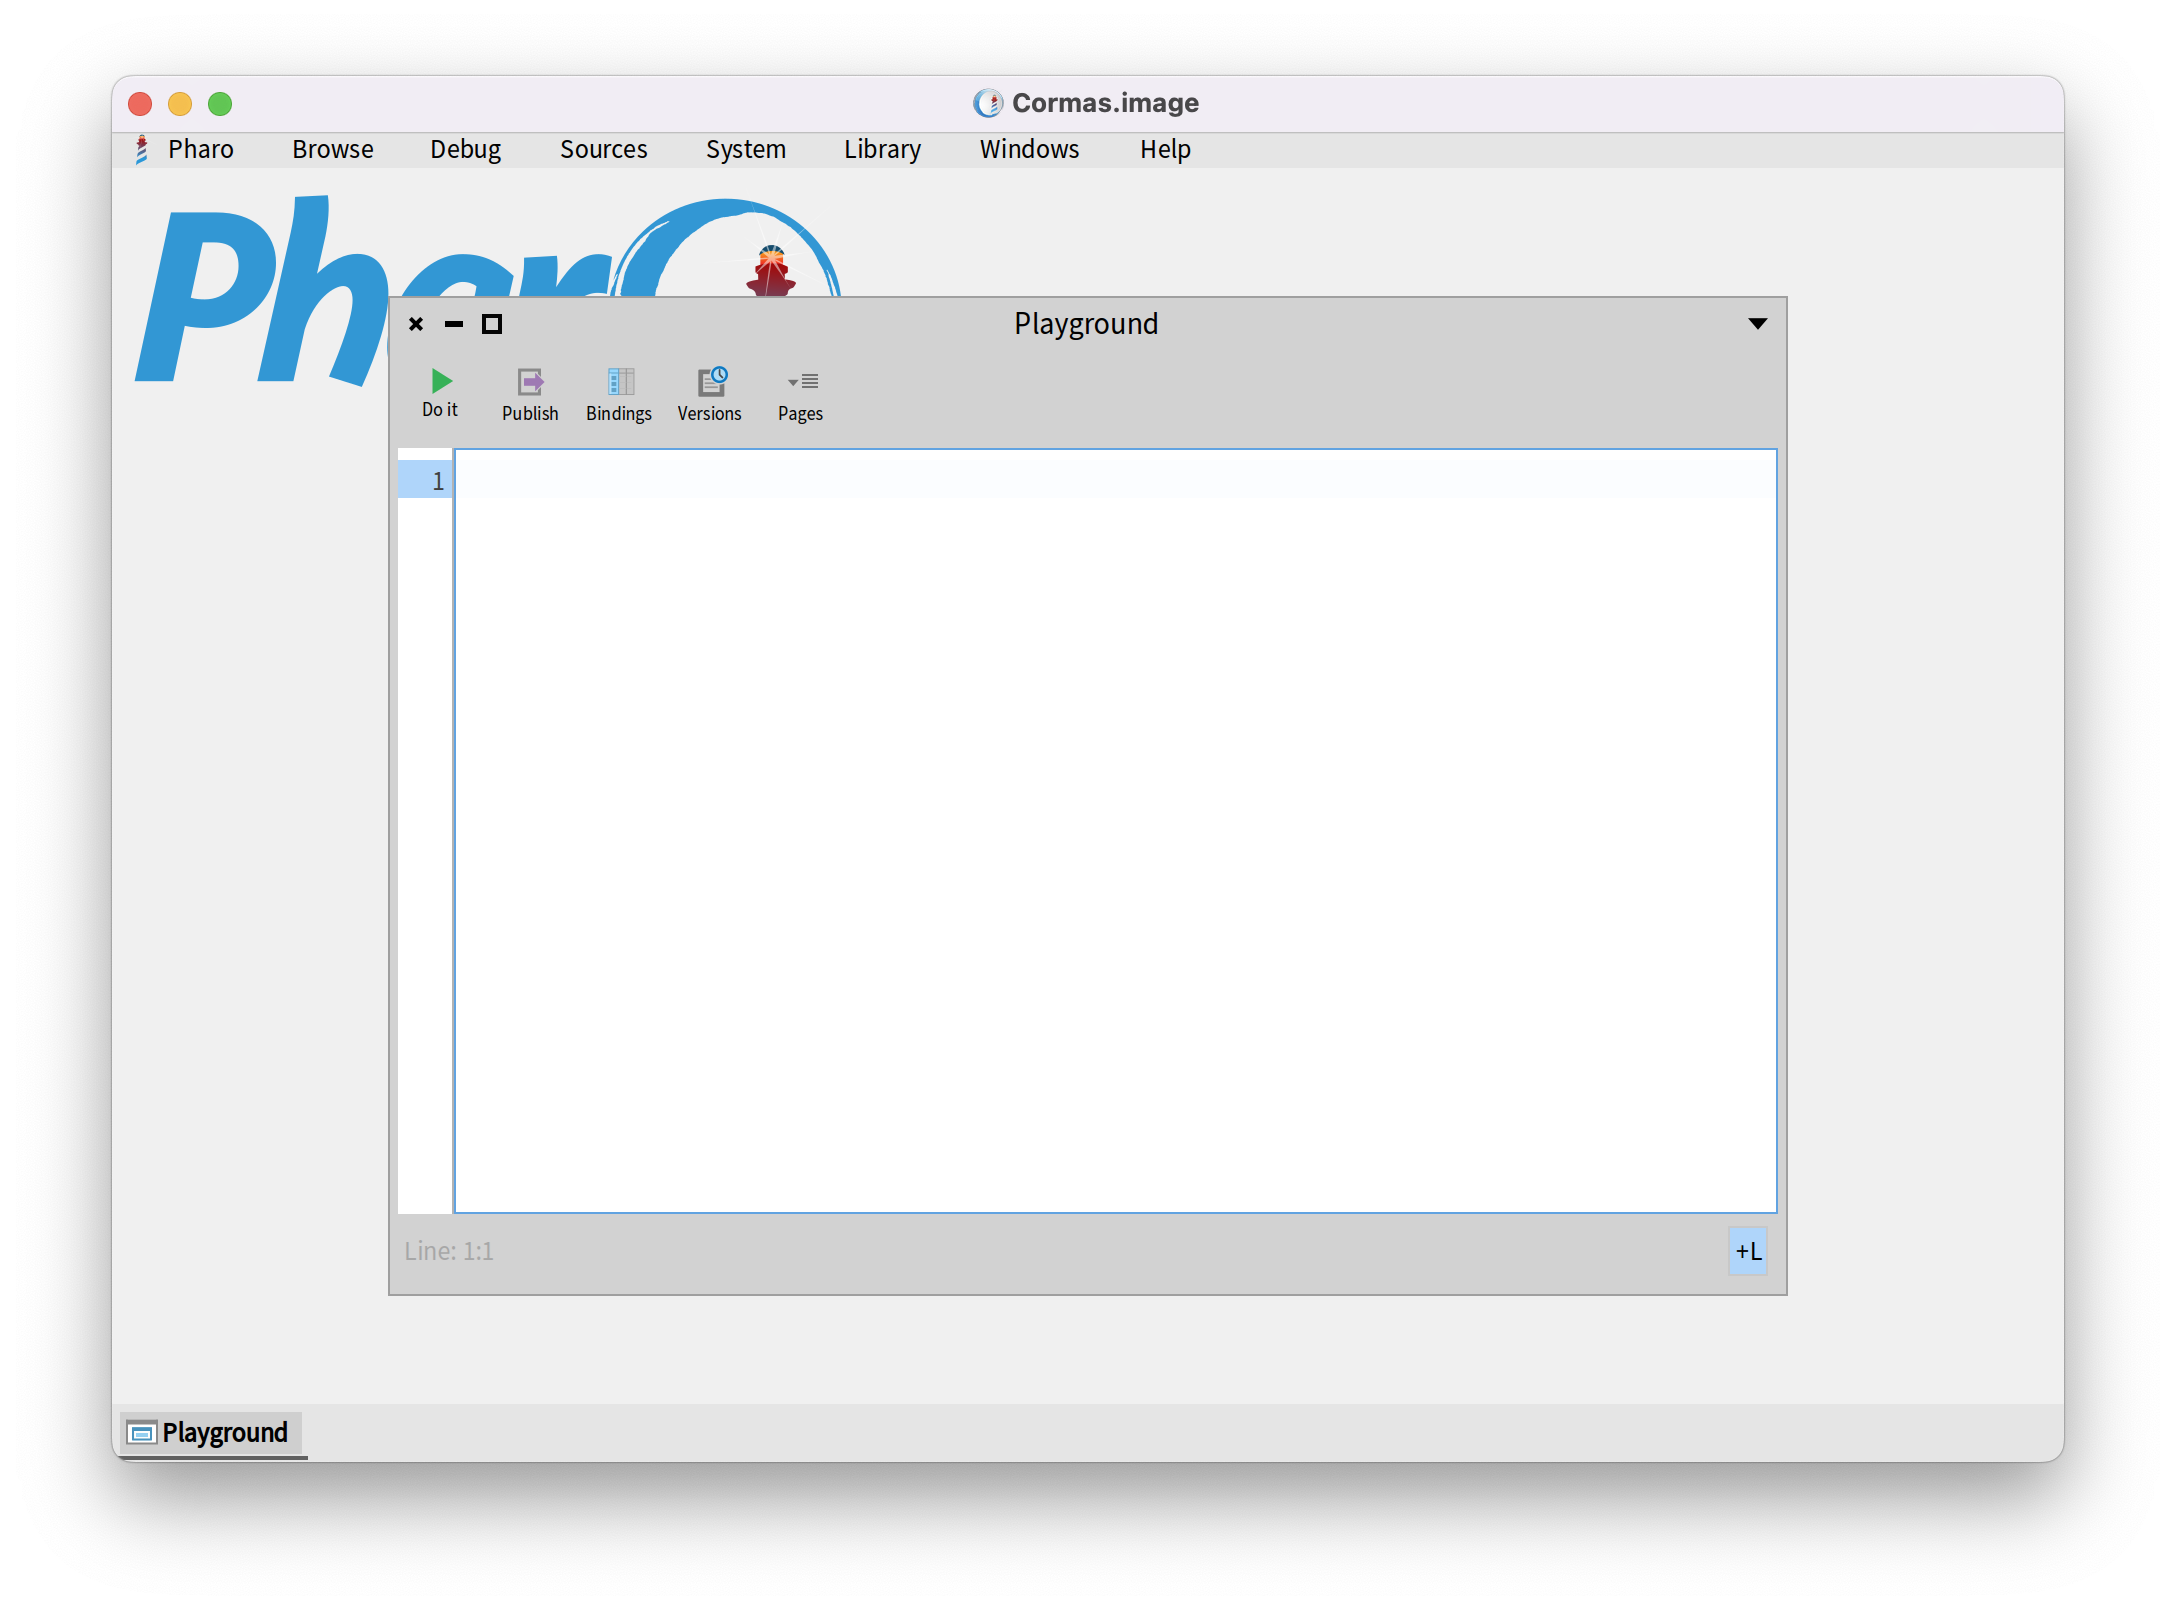 Cormas.image
Pharo Browse Debug Sources System Library Windows Help
Playground
Do it Publish Bindings Versions Pages
1
Line: 1:1
+L
Playground